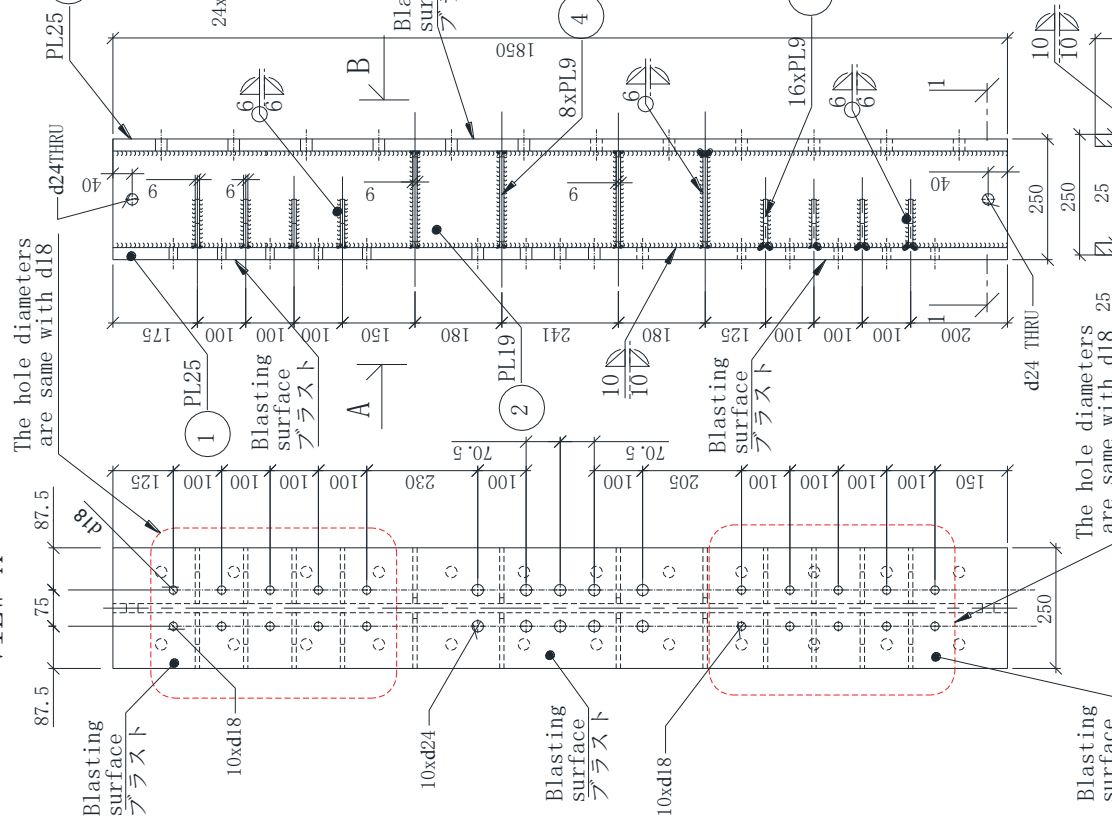 The hole diameters
are same with d18
87.5
75
87.5
d18
125
100
100
100
100
230
100
70.5
70.5
100
205
100
100
100
100
150
250
Blasting
surface
ブラスト
10xd18
10xd24
Blasting
surface
ブラスト
10xd18
Blasting
surface
PL25
d24THRU
40
9
9
9
9
6
6
6
6
6
175
100
100
100
150
180
241
180
125
100
100
100
200
1
PL25
Blasting
surface
ブラスト
A
2
PL19
10
10
Blasting
surface
ブラスト
B
1850
4
8xPL9
16xPL9
1
1
40
250
250
25
25
d24 THRU
The hole diameters
are same with d18
10
10